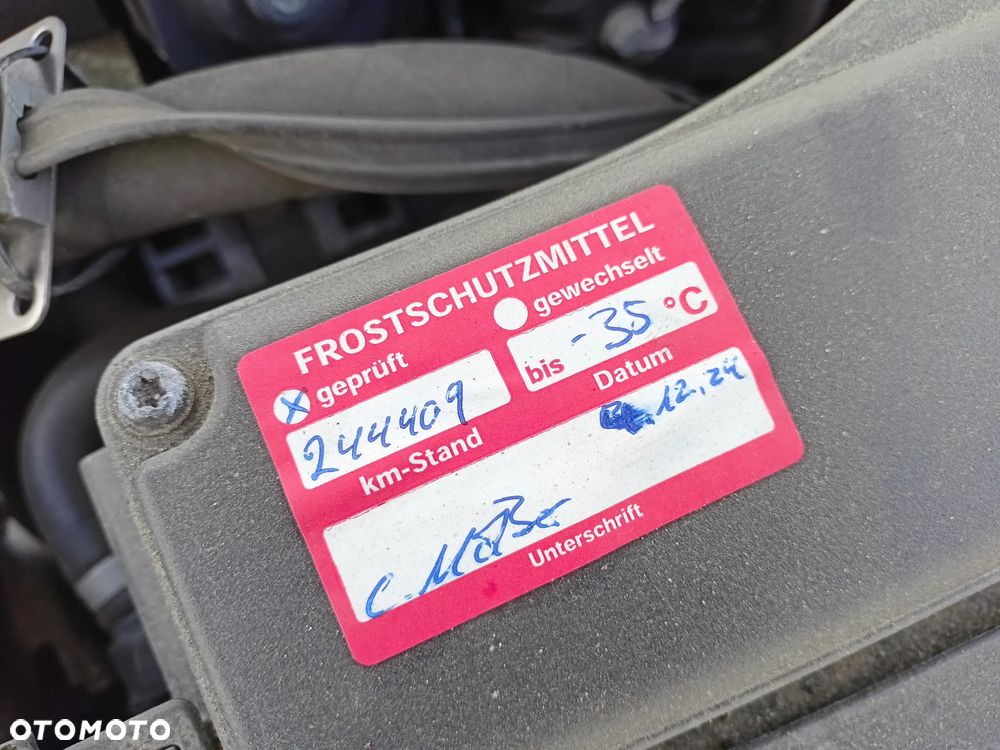 FROSTSCHUTZMITTEL
geprüft
gewechselt
244409
bis -35 °C
km-Stand
Datum
.12.24
Unterschrift
OTOMOTO